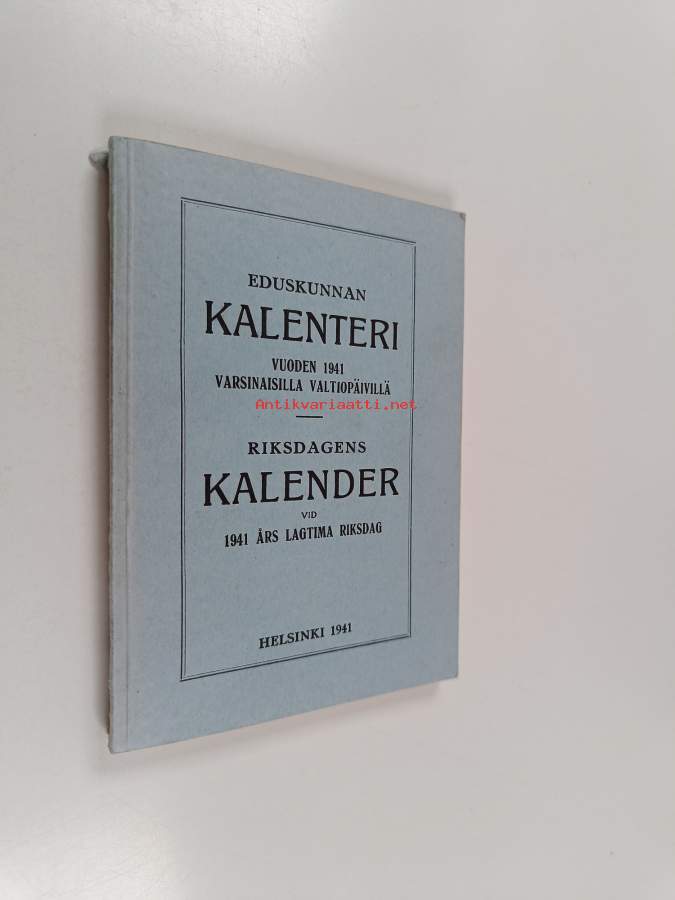 EDUSKUNNAN
KALENTERI
VUODEN 1941
VARSINAISILLA VALTIOPÄIVILLÄ
Antikvariaatti.net
RIKSDAGENS
KALENDER
VID
1941 ÅRS LAGTIMA RIKSDAG
HELSINKI 1941